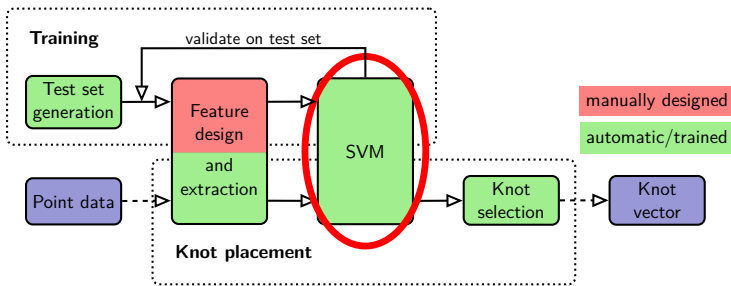 Training
validate on test set
Test set
generation
Feature
design
and
extraction
SVM
manually designed
automatic/trained
Point data
Knot
selection
Knot
vector
Knot placement